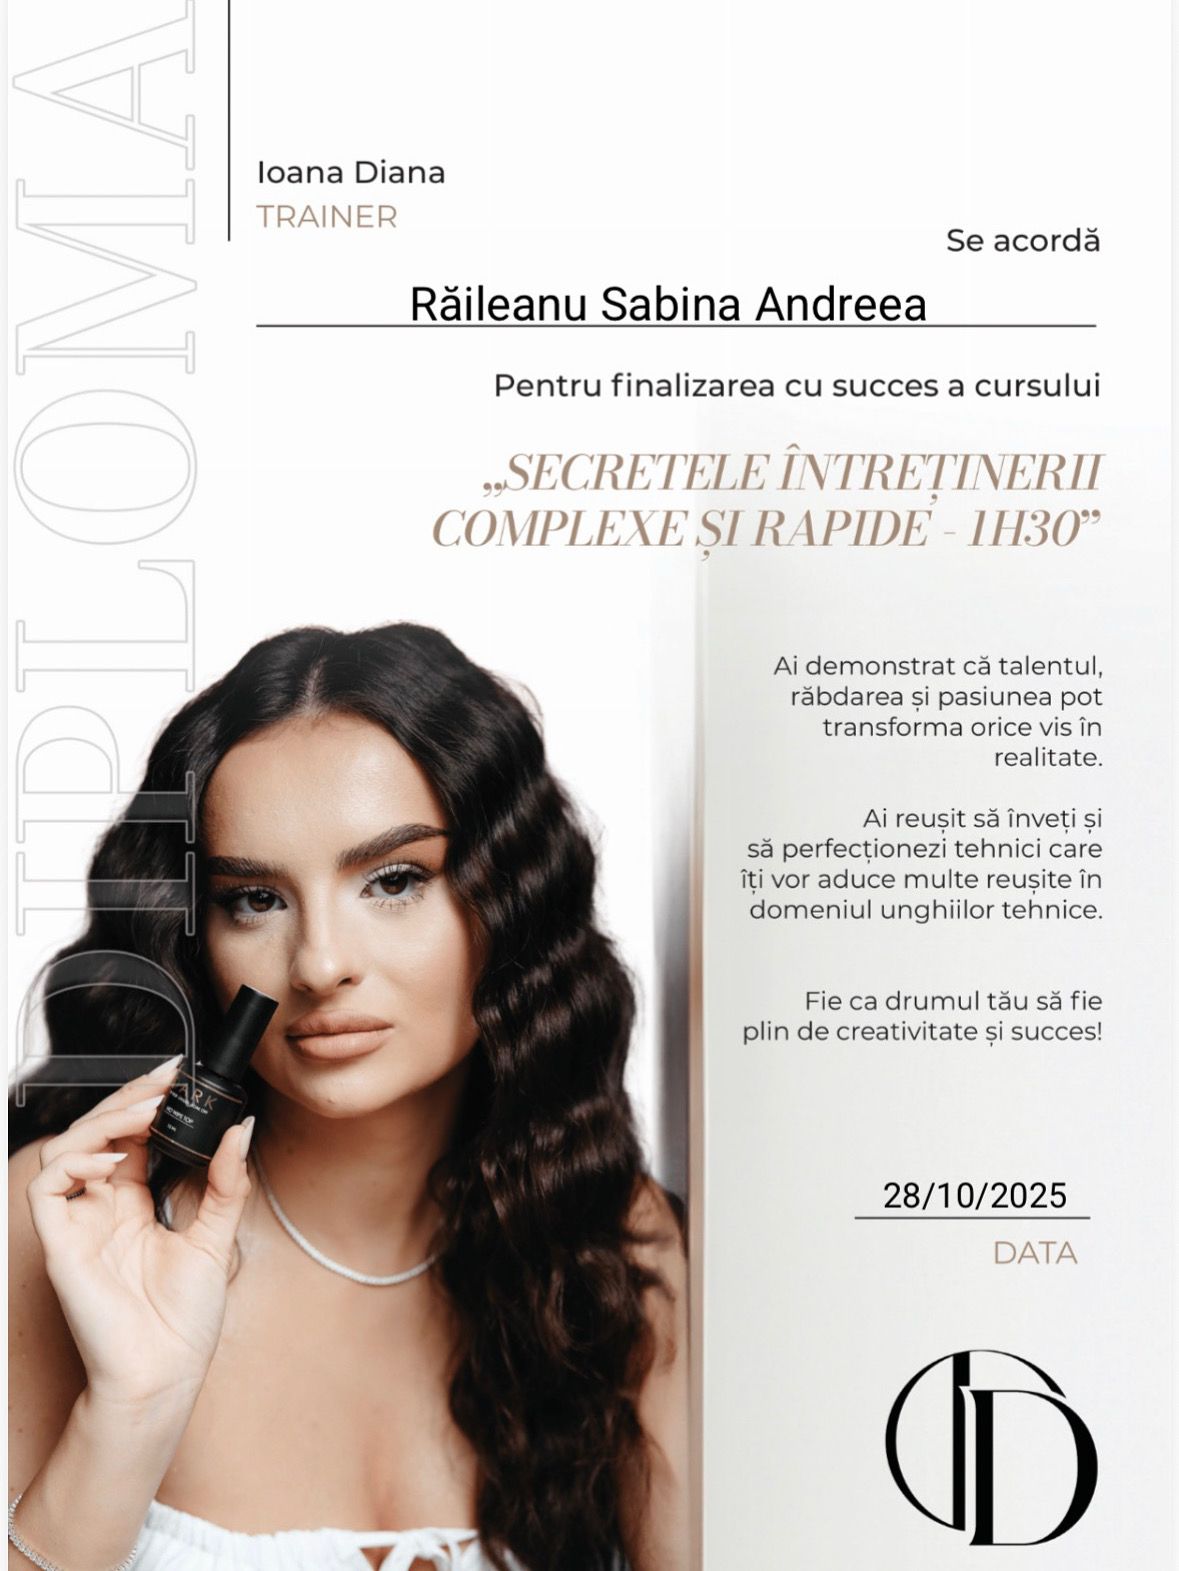 DIPLOMA
Ioana Diana
TRAINER
Se acordă
Răileanu Sabina Andreea
Pentru finalizarea cu succes a cursului
„SECRETELE ÎNTREȚINERII
COMPLEXE ȘI RAPIDE - 1H30”
Ai demonstrat că talentul,
răbdarea și pasiunea pot
transforma orice vis în
realitate.
Ai reușit să înveți și
să perfecționezi tehnici care
îți vor aduce multe reușite în
domeniul unghiilor tehnice.
Fie ca drumul tău să fie
plin de creativitate și succes!
NO WIPE TOP
28/10/2025
DATA